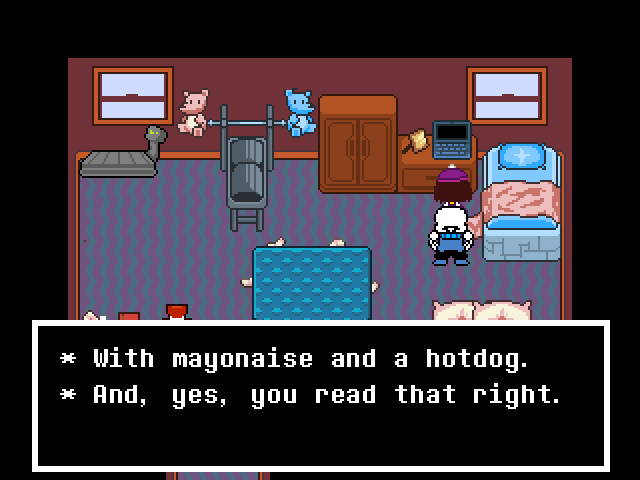 * With mayonaise and a hotdog.
* And, yes, you read that right.